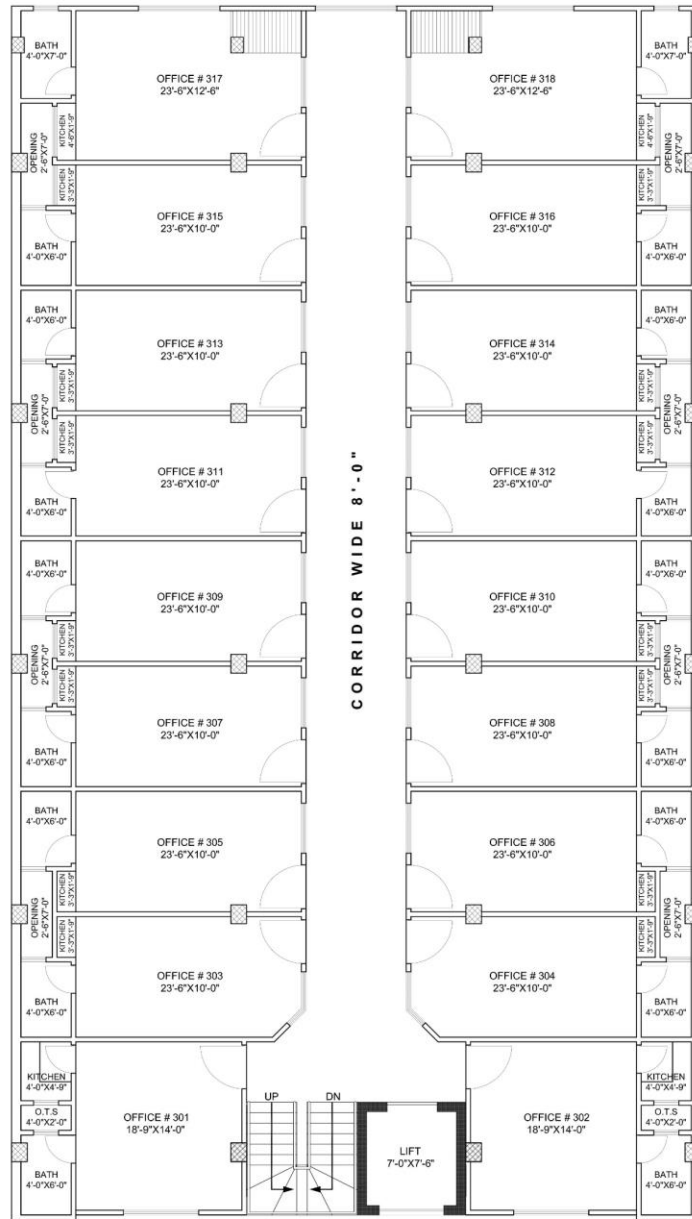 BATH
4'-0"X7'-0"
OFFICE # 317
23'-6"X12'-6"
OFFICE # 318
23'-6"X12'-6"
BATH
4'-0"X7'-0"
OPENING
2'-6"X7'-0"
KITCHEN
4'-6"X1'-9"
KITCHEN
4'-6"X1'-9"
OPENING
2'-6"X7'-0"
KITCHEN
3'-3"X1'-9"
KITCHEN
3'-3"X1'-9"
BATH
4'-0"X6'-0"
OFFICE # 315
23'-6"X10'-0"
OFFICE # 316
23'-6"X10'-0"
BATH
4'-0"X6'-0"
BATH
4'-0"X6'-0"
OFFICE # 313
23'-6"X10'-0"
OFFICE # 314
23'-6"X10'-0"
BATH
4'-0"X6'-0"
OPENING
2'-6"X7'-0"
KITCHEN
3'-3"X1'-9"
KITCHEN
3'-3"X1'-9"
OPENING
2'-6"X7'-0"
KITCHEN
3'-3"X1'-9"
KITCHEN
3'-3"X1'-9"
BATH
4'-0"X6'-0"
OFFICE # 311
23'-6"X10'-0"
OFFICE # 312
23'-6"X10'-0"
BATH
4'-0"X6'-0"
CORRIDOR WIDE 8'-0"
BATH
4'-0"X6'-0"
OFFICE # 309
23'-6"X10'-0"
OFFICE # 310
23'-6"X10'-0"
BATH
4'-0"X6'-0"
OPENING
2'-6"X7'-0"
KITCHEN
3'-3"X1'-9"
KITCHEN
3'-3"X1'-9"
OPENING
2'-6"X7'-0"
KITCHEN
3'-3"X1'-9"
KITCHEN
3'-3"X1'-9"
BATH
4'-0"X6'-0"
OFFICE # 307
23'-6"X10'-0"
OFFICE # 308
23'-6"X10'-0"
BATH
4'-0"X6'-0"
BATH
4'-0"X6'-0"
OFFICE # 305
23'-6"X10'-0"
OFFICE # 306
23'-6"X10'-0"
BATH
4'-0"X6'-0"
OPENING
2'-6"X7'-0"
KITCHEN
3'-3"X1'-9"
KITCHEN
3'-3"X1'-9"
OPENING
2'-6"X7'-0"
KITCHEN
3'-3"X1'-9"
KITCHEN
3'-3"X1'-9"
BATH
4'-0"X6'-0"
OFFICE # 303
23'-6"X10'-0"
OFFICE # 304
23'-6"X10'-0"
BATH
4'-0"X6'-0"
KITCHEN
4'-0"X4'-9"
KITCHEN
4'-0"X4'-9"
UP
DN
O.T.S
4'-0"X2'-0"
OFFICE # 301
18'-9"X14'-0"
OFFICE # 302
18'-9"X14'-0"
O.T.S
4'-0"X2'-0"
LIFT
7'-0"X7'-6"
BATH
4'-0"X6'-0"
BATH
4'-0"X6'-0"